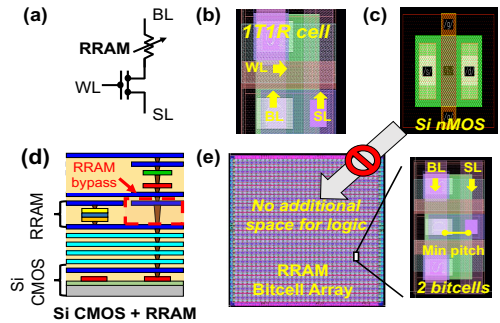 (a)
BL
RRAM
WL
SL
(b)
1T1R cell
WL
BL
SL
(c)
Si nMOS
(d)
RRAM
bypass
RRAM
Si
CMOS
Si CMOS + RRAM
(e)
No additional
space for logic
RRAM
Bitcell Array
BL
SL
Min pitch
2 bitcells